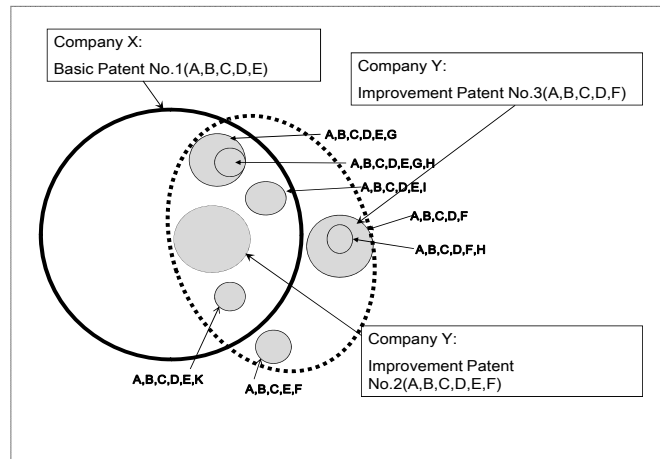 Company X:
Basic Patent No.1(A,B,C,D,E)
Company Y:
Improvement Patent No.3(A,B,C,D,F)
A,B,C,D,E,G
A,B,C,D,E,G,H
A,B,C,D,E,I
A,B,C,D,F
A,B,C,D,F,H
Company Y:
Improvement Patent
No.2(A,B,C,D,E,F)
A,B,C,D,E,K
A,B,C,E,F